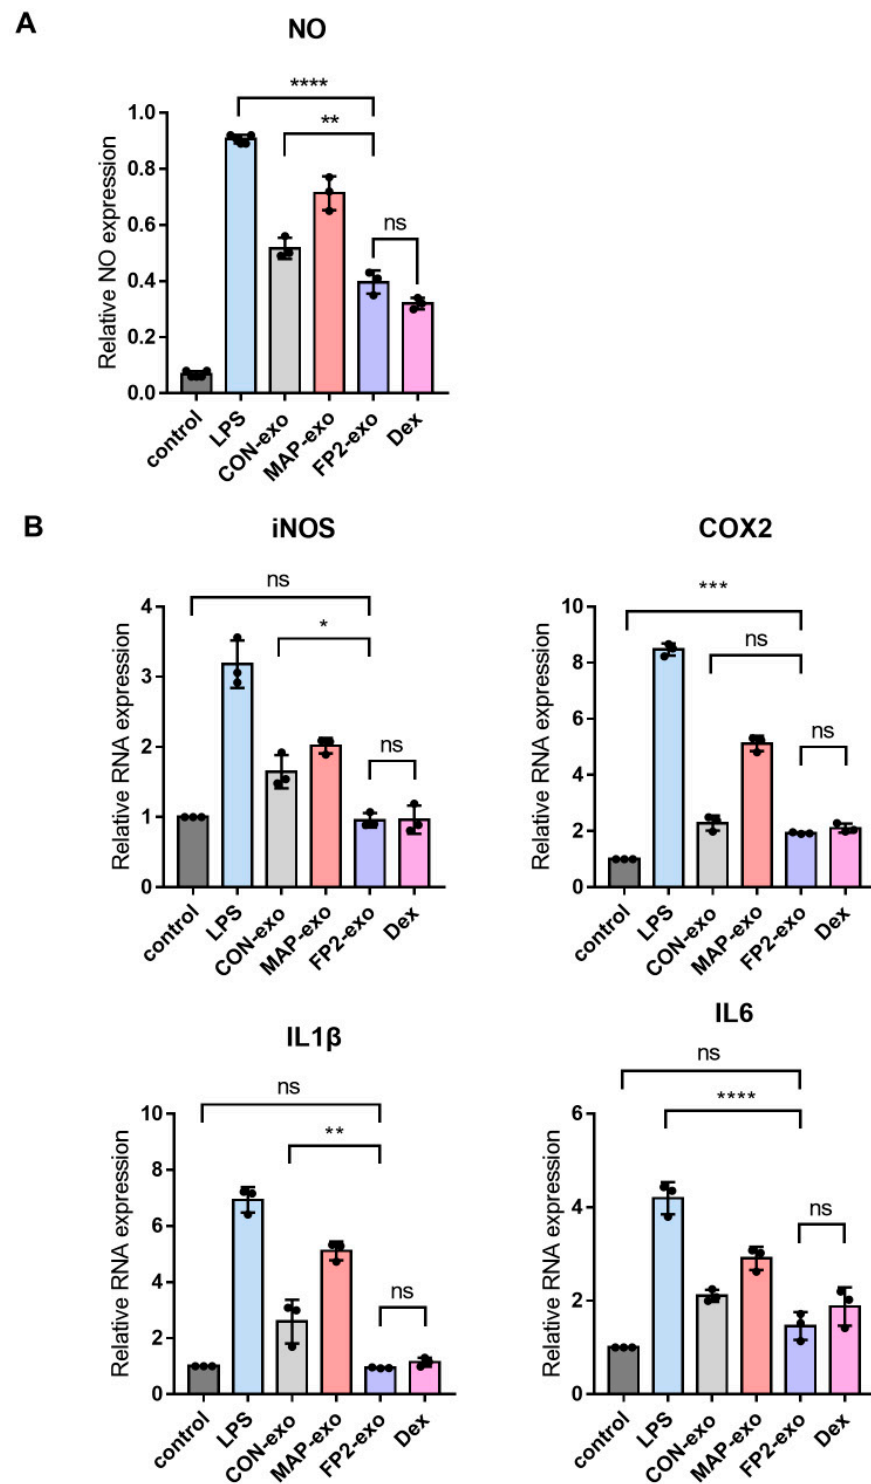 A
NO
****
**
ns
Relative NO expression
1.0
0.8
0.6
0.4
0.2
0.0
control
LPS
CON-exo
MAP-exo
FP2-exo
Dex
B
iNOS
ns
*
ns
Relative RNA expression
4
3
2
1
0
control
LPS
CON-exo
MAP-exo
FP2-exo
Dex
COX2
***
ns
ns
Relative RNA expression
10
8
6
4
2
0
control
LPS
CON-exo
MAP-exo
FP2-exo
Dex
IL1β
ns
**
ns
Relative RNA expression
10
8
6
4
2
0
control
LPS
CON-exo
MAP-exo
FP2-exo
Dex
IL6
ns
****
ns
Relative RNA expression
6
4
2
0
control
LPS
CON-exo
MAP-exo
FP2-exo
Dex